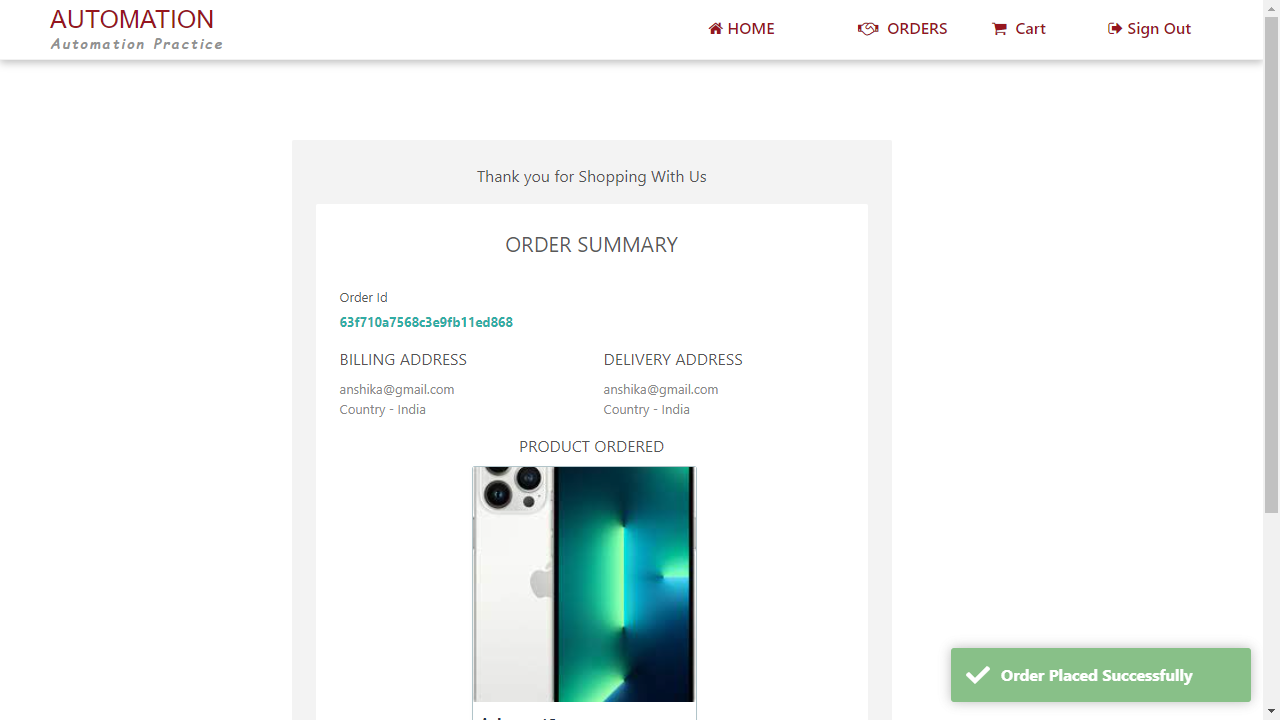 AUTOMATION
Automation Practice
HOME
ORDERS
Cart
Sign Out
Thank you for Shopping With Us
ORDER SUMMARY
Order Id
63f710a7568c3e9fb11ed868
BILLING ADDRESS
DELIVERY ADDRESS
anshika@gmail.com
anshika@gmail.com
Country - India
Country - India
PRODUCT ORDERED
Order Placed Successfully